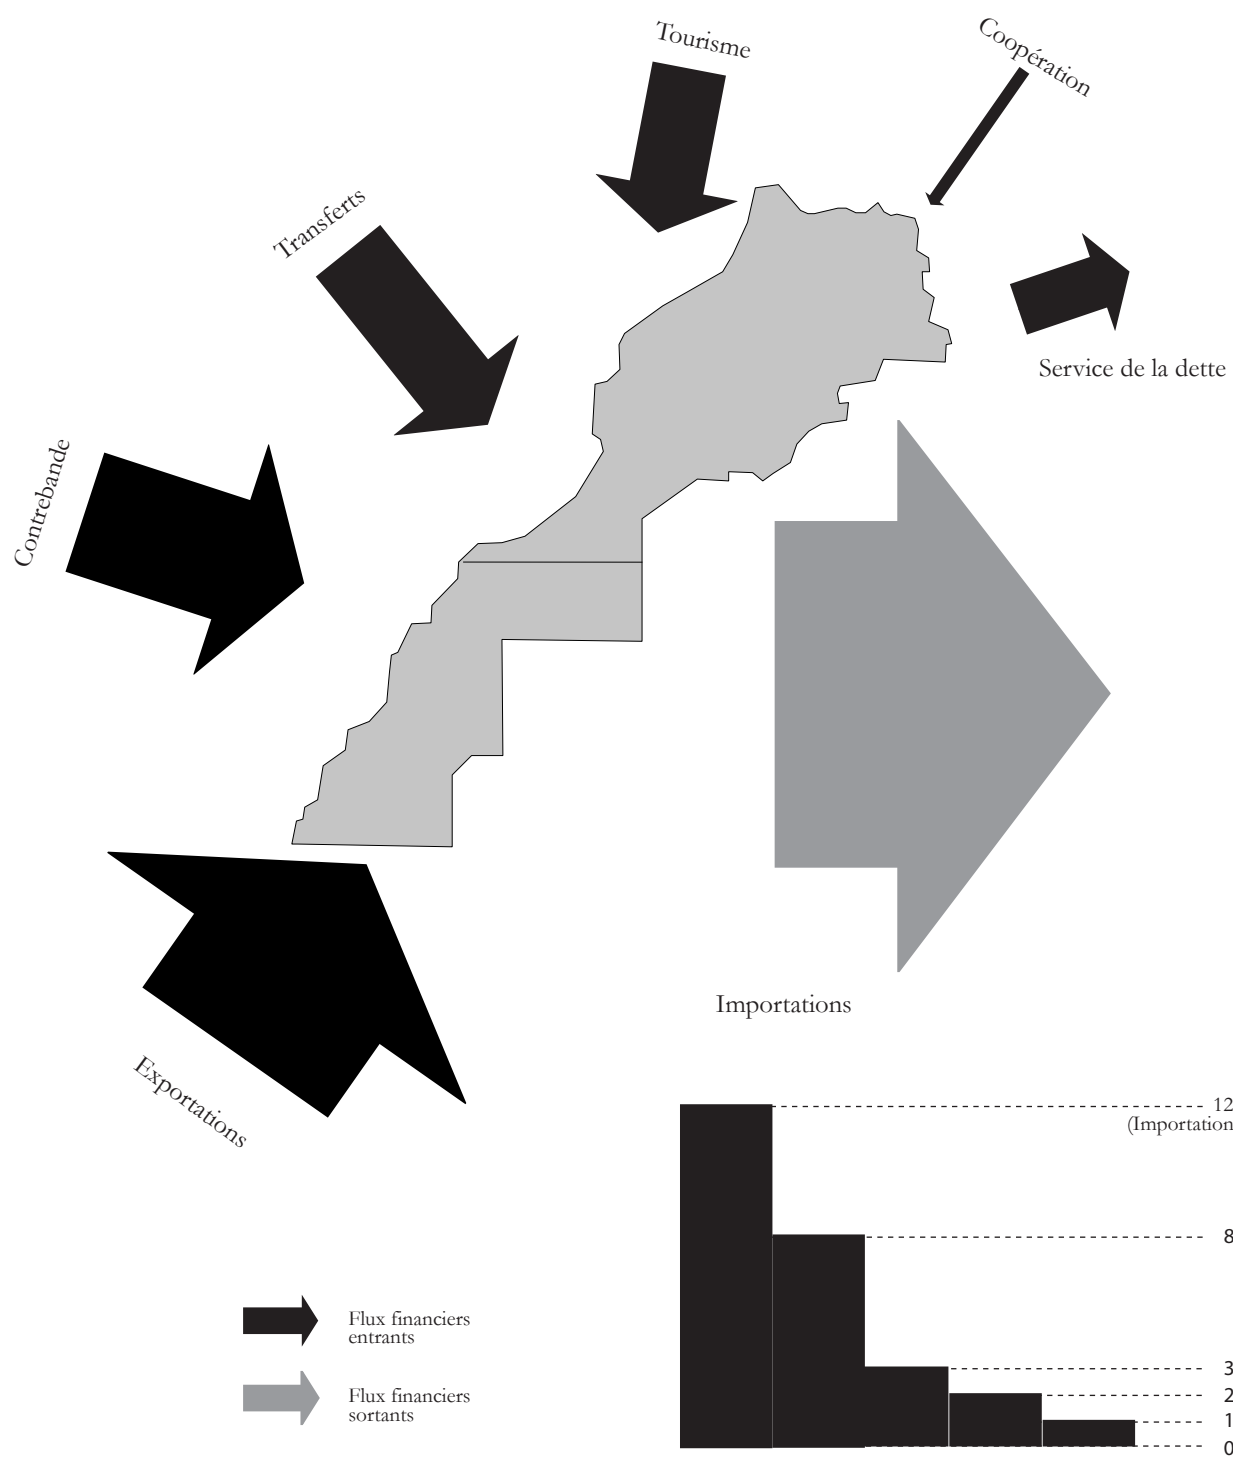 Tourisme
Coopération
Transferts
Service de la dette
Contrebande
Importations
Exportations
12
(Importation
8
Flux financiers
entrants
3
Flux financiers
sortants
2
1
0